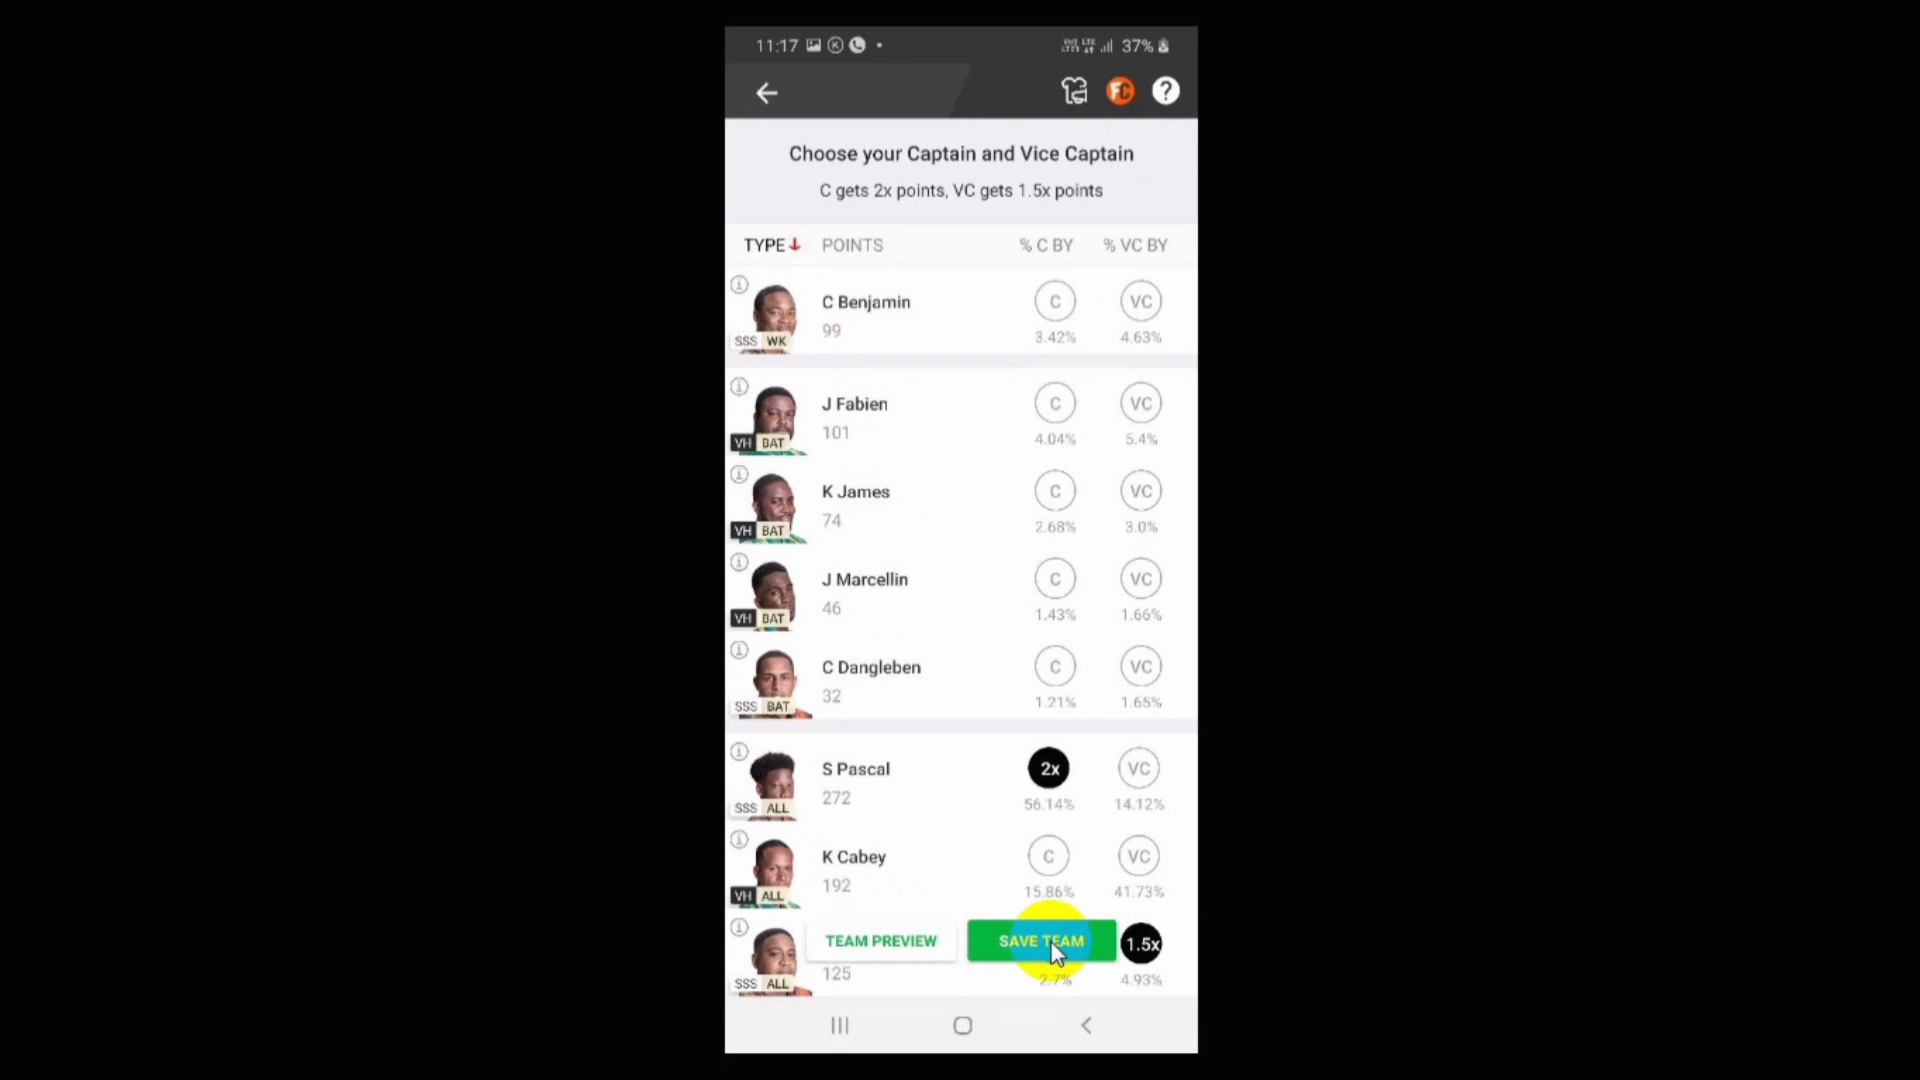 11:17 37%
FC ?
Choose your Captain and Vice Captain
C gets 2x points, VC gets 1.5x points
TYPE POINTS % C BY % VC BY
C Benjamin C VC
99 3.42% 4.63%
SSS WK
J Fabien C VC
101 4.04% 5.4%
VH BAT
K James C VC
74 2.68% 3.0%
VH BAT
J Marcellin C VC
46 1.43% 1.66%
VH BAT
C Dangleben C VC
32 1.21% 1.65%
SSS BAT
S Pascal 2x VC
272 56.14% 14.12%
SSS ALL
K Cabey C VC
192 15.86% 41.73%
VH ALL
TEAM PREVIEW SAVE TEAM 1.5x
125 2.7% 4.93%
SSS ALL